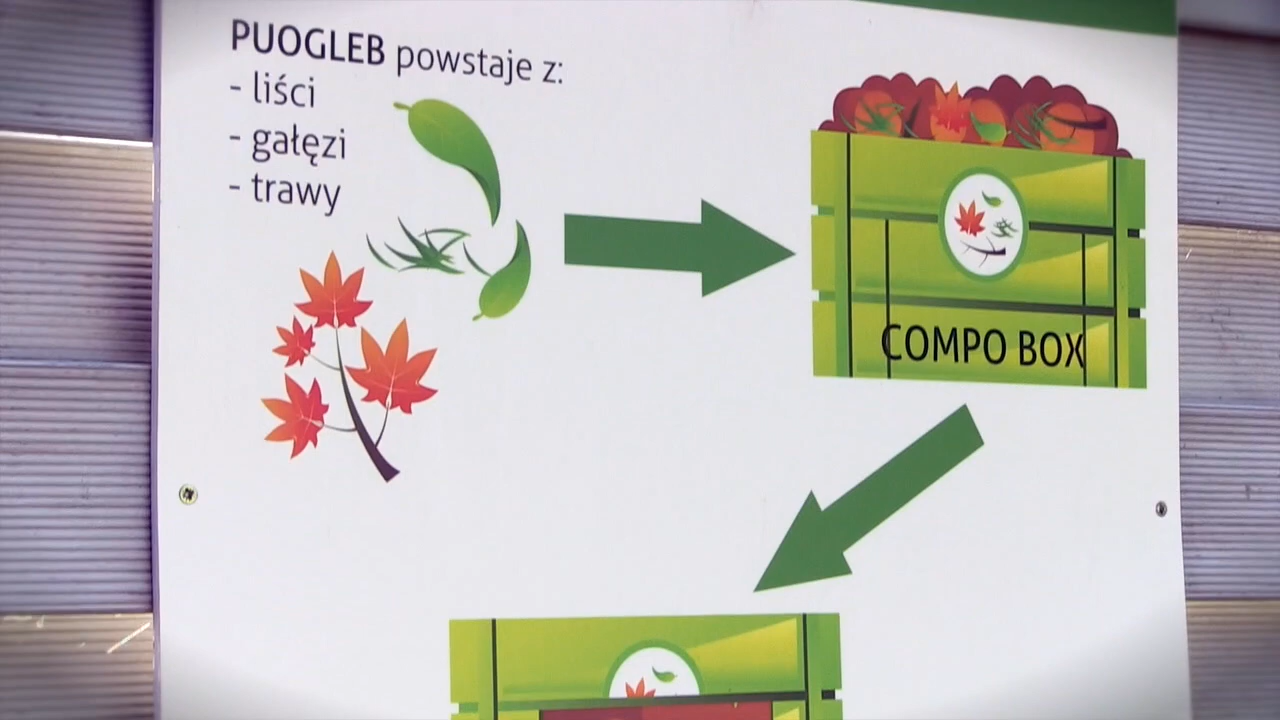 PUOGLEB powstaje z:
- liści
- gałęzi
- trawy
COMPO BOX